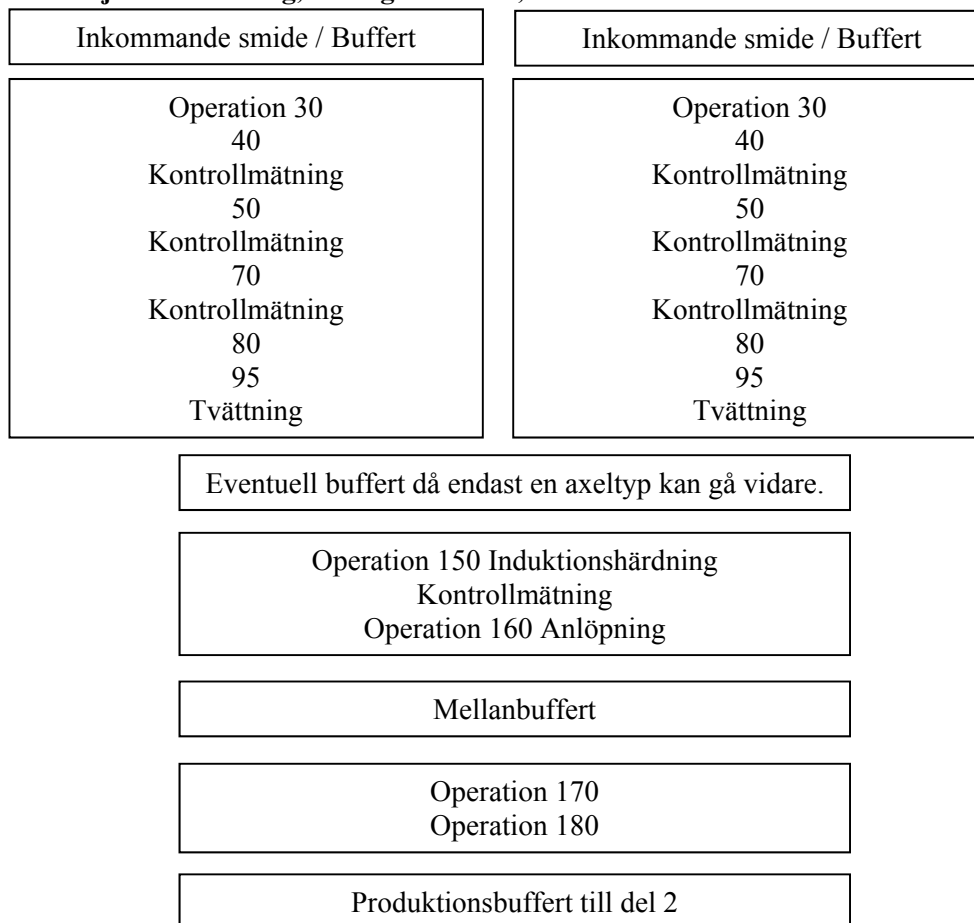 Inkommande smide / Buffert
Operation 30
40
Kontrollmätning
50
Kontrollmätning
70
Kontrollmätning
80
95
Tvättning
Inkommande smide / Buffert
Operation 30
40
Kontrollmätning
50
Kontrollmätning
70
Kontrollmätning
80
95
Tvättning
Eventuell buffert då endast en axeltyp kan gå vidare.
Operation 150 Induktionshärdning
Kontrollmätning
Operation 160 Anlöpning
Mellanbuffert
Operation 170
Operation 180
Produktionsbuffert till del 2